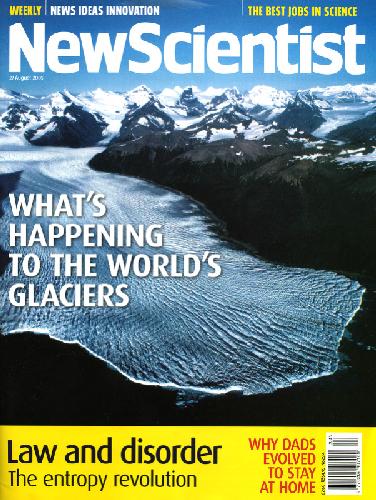 WEEKLY NEWS IDEAS INNOVATION THE BEST JOBS IN SCIENCE
NewScientist
August
WHAT'S
HAPPENING
TO THE WORLD'S
GLACIERS
Law and disorder
The entropy revolution
WHY DADS
EVOLVED
TO STAY
AT HOME